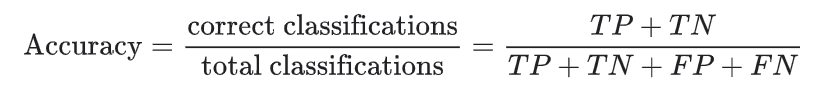 Accuracy = correct classifications / total classifications = TP + TN / TP + TN + FP + FN